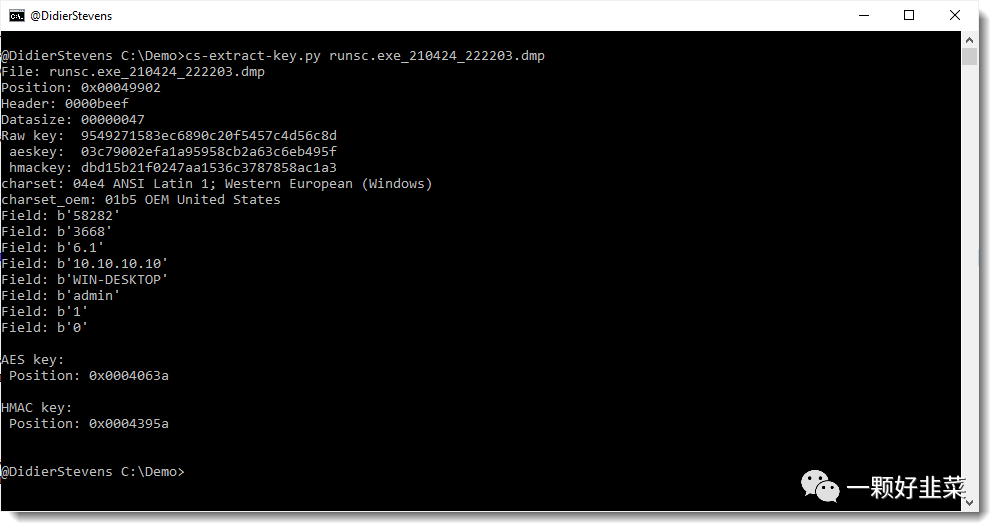 @DidierStevens
@DidierStevens C:\Demo>cs-extract-key.py runsc.exe_210424_222203.dmp
File: runsc.exe_210424_222203.dmp
Position: 0x00049902
Header: 0000beef
Datasize: 00000047
Raw key:  9549271583ec6890c20f5457c4d56c8d
 aeskey:  03c79002efa1a95958cb2a63c6eb495f
 hmackey: dbd15b21f0247aa1536c3787858ac1a3
charset: 04e4 ANSI Latin 1; Western European (Windows)
charset_oem: 01b5 OEM United States
Field: b'58282'
Field: b'3668'
Field: b'6.1'
Field: b'10.10.10.10'
Field: b'WIN-DESKTOP'
Field: b'admin'
Field: b'1'
Field: b'0'
AES key:
 Position: 0x0004063a
HMAC key:
 Position: 0x0004395a
@DidierStevens C:\Demo>
一颗好韭菜